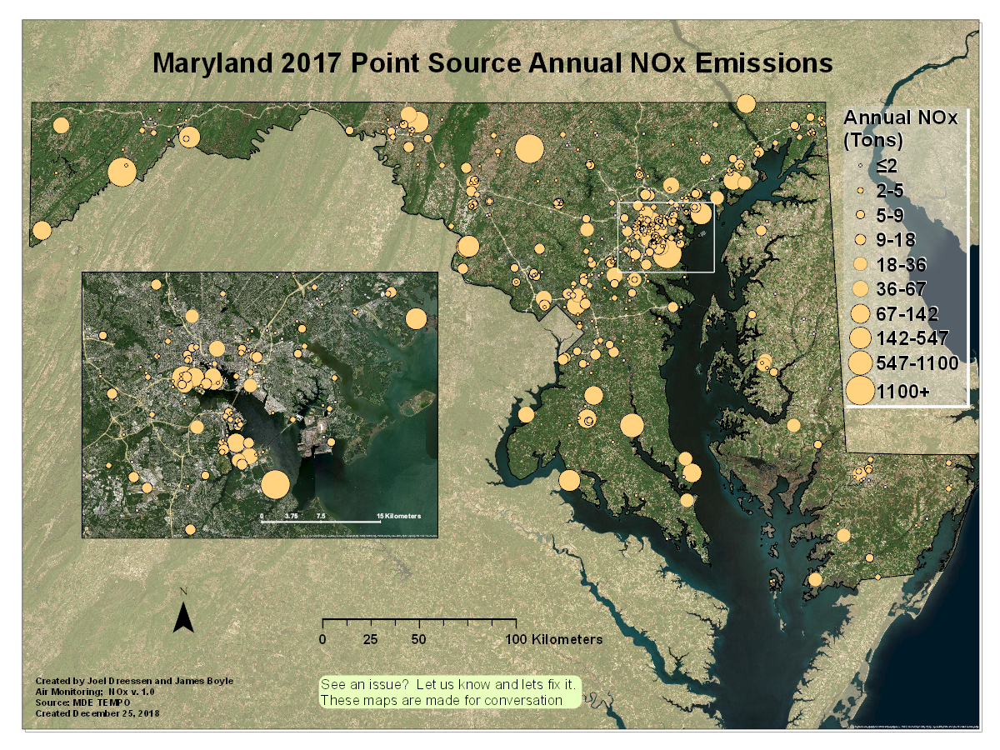 Maryland 2017 Point Source Annual NOx Emissions
Annual NOx
(Tons)
≤2
2-5
5-9
9-18
18-36
36-67
67-142
142-547
547-1100
1100+
0 3.75 7.5 15 Kilometers
N
0 25 50 100 Kilometers
Created by Joel Dreessen and James Boyle
Air Monitoring; NOx v. 1.0
Source: MDE TEMPO
Created December 25, 2018
See an issue? Let us know and lets fix it.
These maps are made for conversation